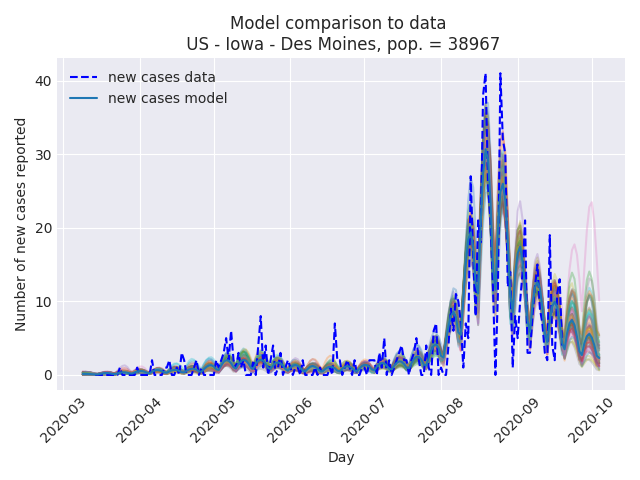 Model comparison to data
US - Iowa - Des Moines, pop. = 38967
new cases data
new cases model
Number of new cases reported
40
30
20
10
0
2020-03
2020-04
2020-05
2020-06
2020-07
2020-08
2020-09
2020-10
Day